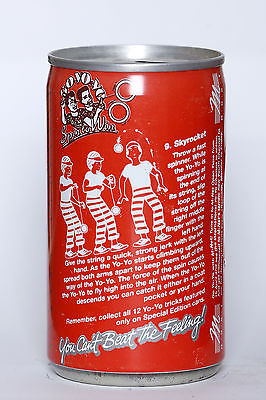 YO-YO
9. Skyrocket
Throw a fast
spinner. While
the Yo-Yo is
spinning at
the end of
its string, slip
loop of the
string off the
right middle
finger with the
left hand.
Give the string a quick, strong jerk with the
hand. As the Yo-Yo starts climbing upward
spread both arms apart to keep them out of the
way of the Yo-Yo. The force of the spin causes
the Yo-Yo to fly high into the air. When the Yo-Yo
descends you can catch it either in a coat
pocket or your hand.
Remember, collect all 12 Yo-Yo tricks featured
only on Special Edition cans.
You Can't Beat The Feeling!